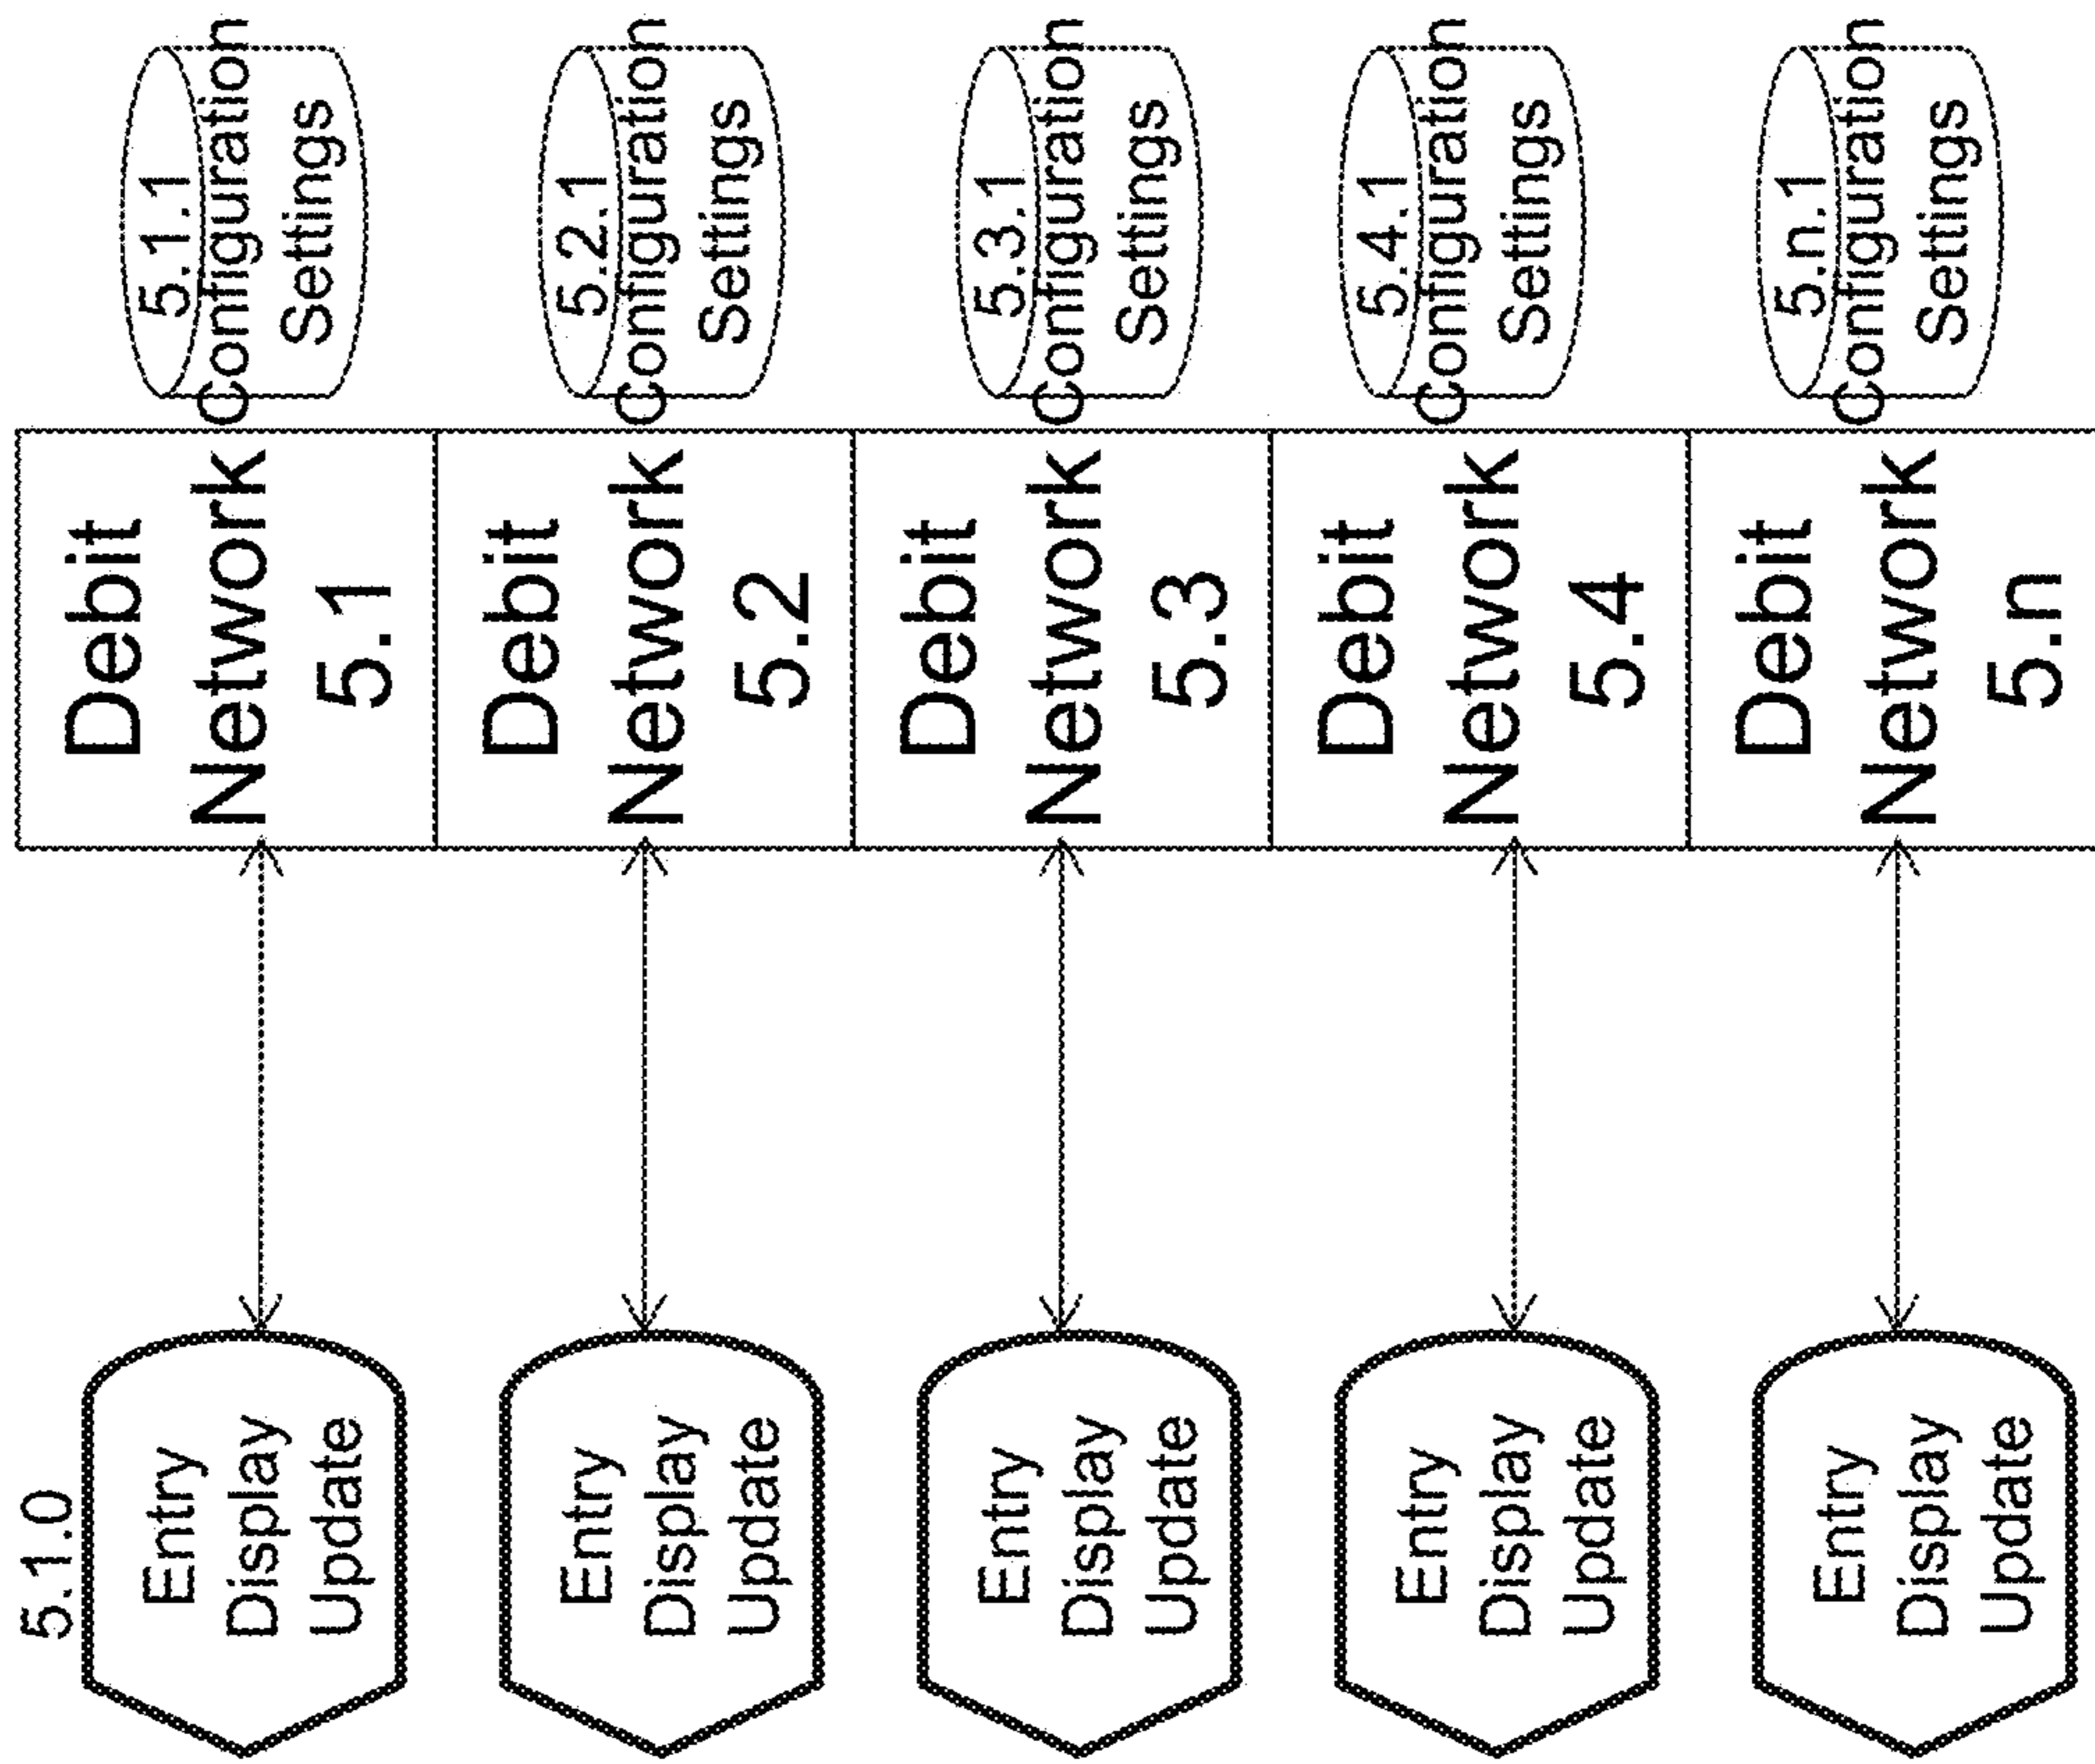 5.1.0
Entry
Display
Update
Debit
Network
5.1
5.1.1
Configuration
Settings
Entry
Display
Update
Debit
Network
5.2
5.2.1
Configuration
Settings
Entry
Display
Update
Debit
Network
5.3
5.3.1
Configuration
Settings
Entry
Display
Update
Debit
Network
5.4
5.4.1
Configuration
Settings
Entry
Display
Update
Debit
Network
5.n
5.n.1
Configuration
Settings